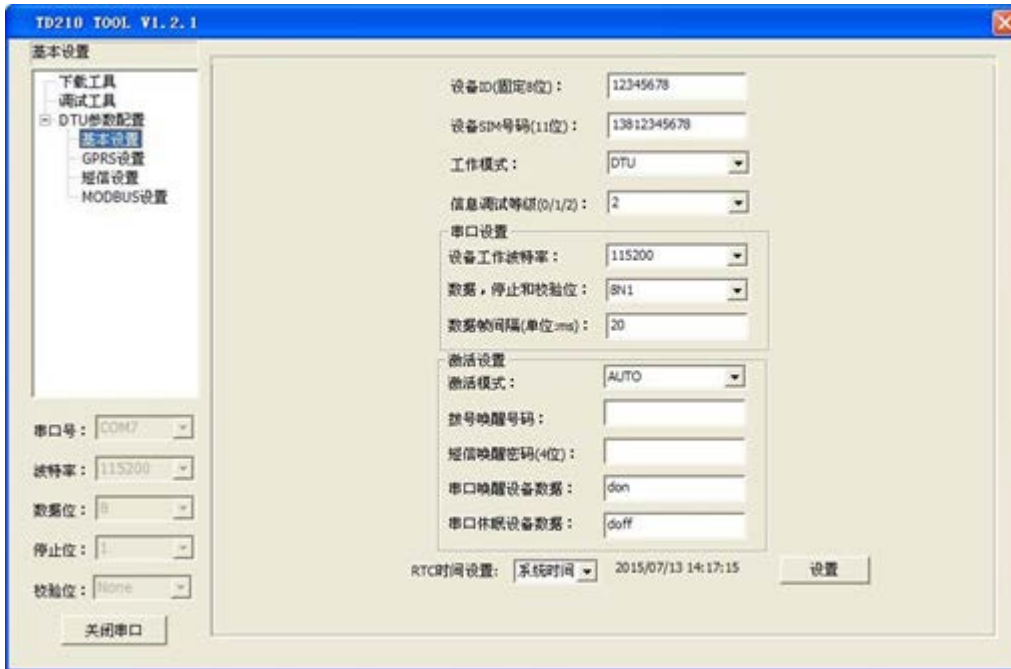 TD210 TOOL V1.2.1
基本设置
下载工具
调试工具
DTU参数配置
基本设置
GPRS设置
短信设置
MODBUS设置
串口号： COM7
波特率： 115200
数据位： 8
停止位： 1
校验位： None
关闭串口
设备ID(固定8位)： 12345678
设备SIM号码(11位)： 13812345678
工作模式： DTU
信息调试等级(0/1/2)： 2
串口设置
设备工作波特率： 115200
数据，停止和校验位： 8N1
数据帧间隔(单位:ms)： 20
激活设置
激活模式： AUTO
拨号唤醒号码：
短信唤醒密码(4位)：
串口唤醒设备数据： don
串口休眠设备数据： doff
RTC时间设置: 系统时间 2015/07/13 14:17:15 设置